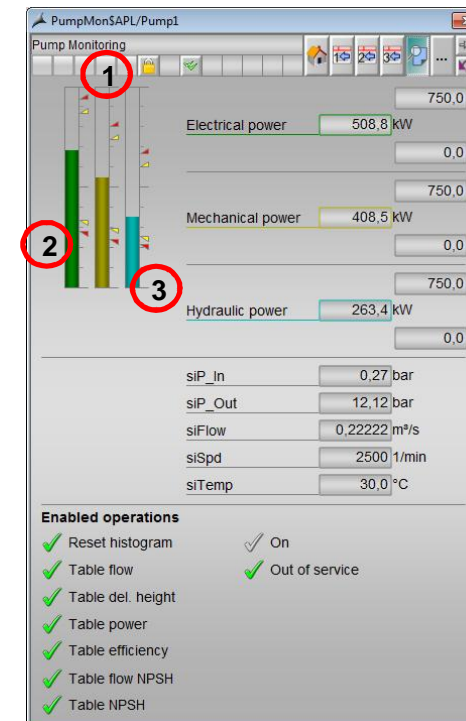 PumpMon$APL/Pump1
Pump Monitoring
1 1 2 3 ...
750,0
Electrical power 508,8 kW
0,0
750,0
Mechanical power 408,5 kW
2 0,0
750,0
3
Hydraulic power 263,4 kW
0,0
siP_In 0,27 bar
siP_Out 12,12 bar
siFlow 0,22222 m³/s
siSpd 2500 1/min
siTemp 30,0 °C
Enabled operations
Reset histogram On
Table flow Out of service
Table del. height
Table power
Table efficiency
Table flow NPSH
Table NPSH